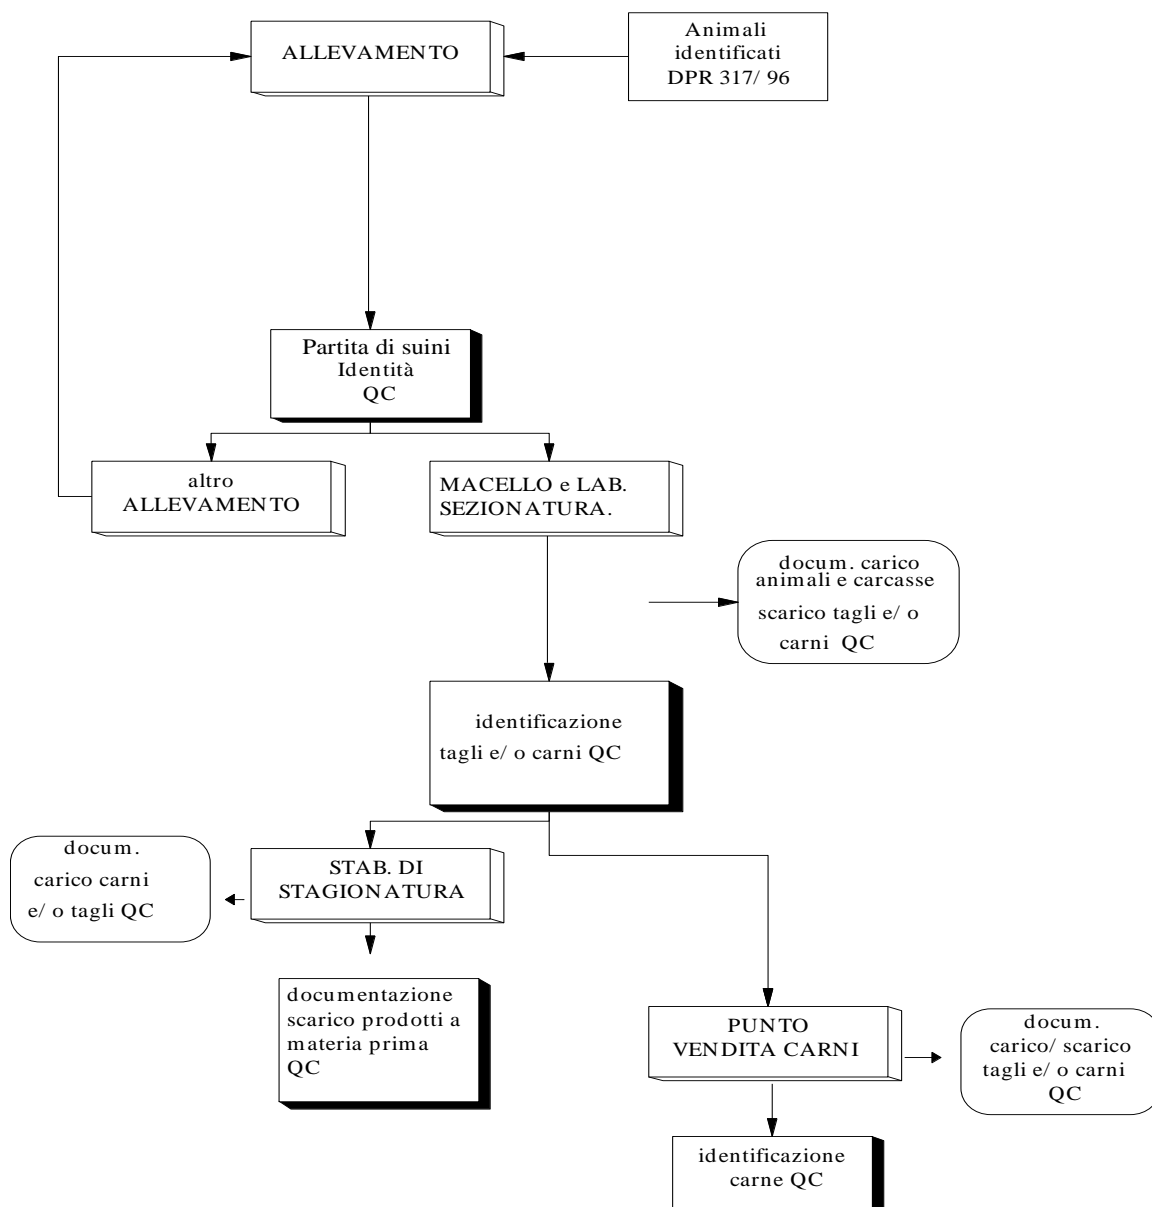 ALLEVAMENTO
Animali
identificati
DPR 317/ 96
Partita di suini
Identità
QC
altro
ALLEVAMENTO
MACELLO e LAB.
SEZIONATURA.
docum. carico
animali e carcasse
scarico tagli e/ o
carni QC
identificazione
tagli e/ o carni QC
docum.
carico carni
e/ o tagli QC
STAB. DI
STAGIONATURA
documentazione
scarico prodotti a
materia prima
QC
PUNTO
VENDITA CARNI
docum.
carico/ scarico
tagli e/ o carni
QC
identificazione
carne QC